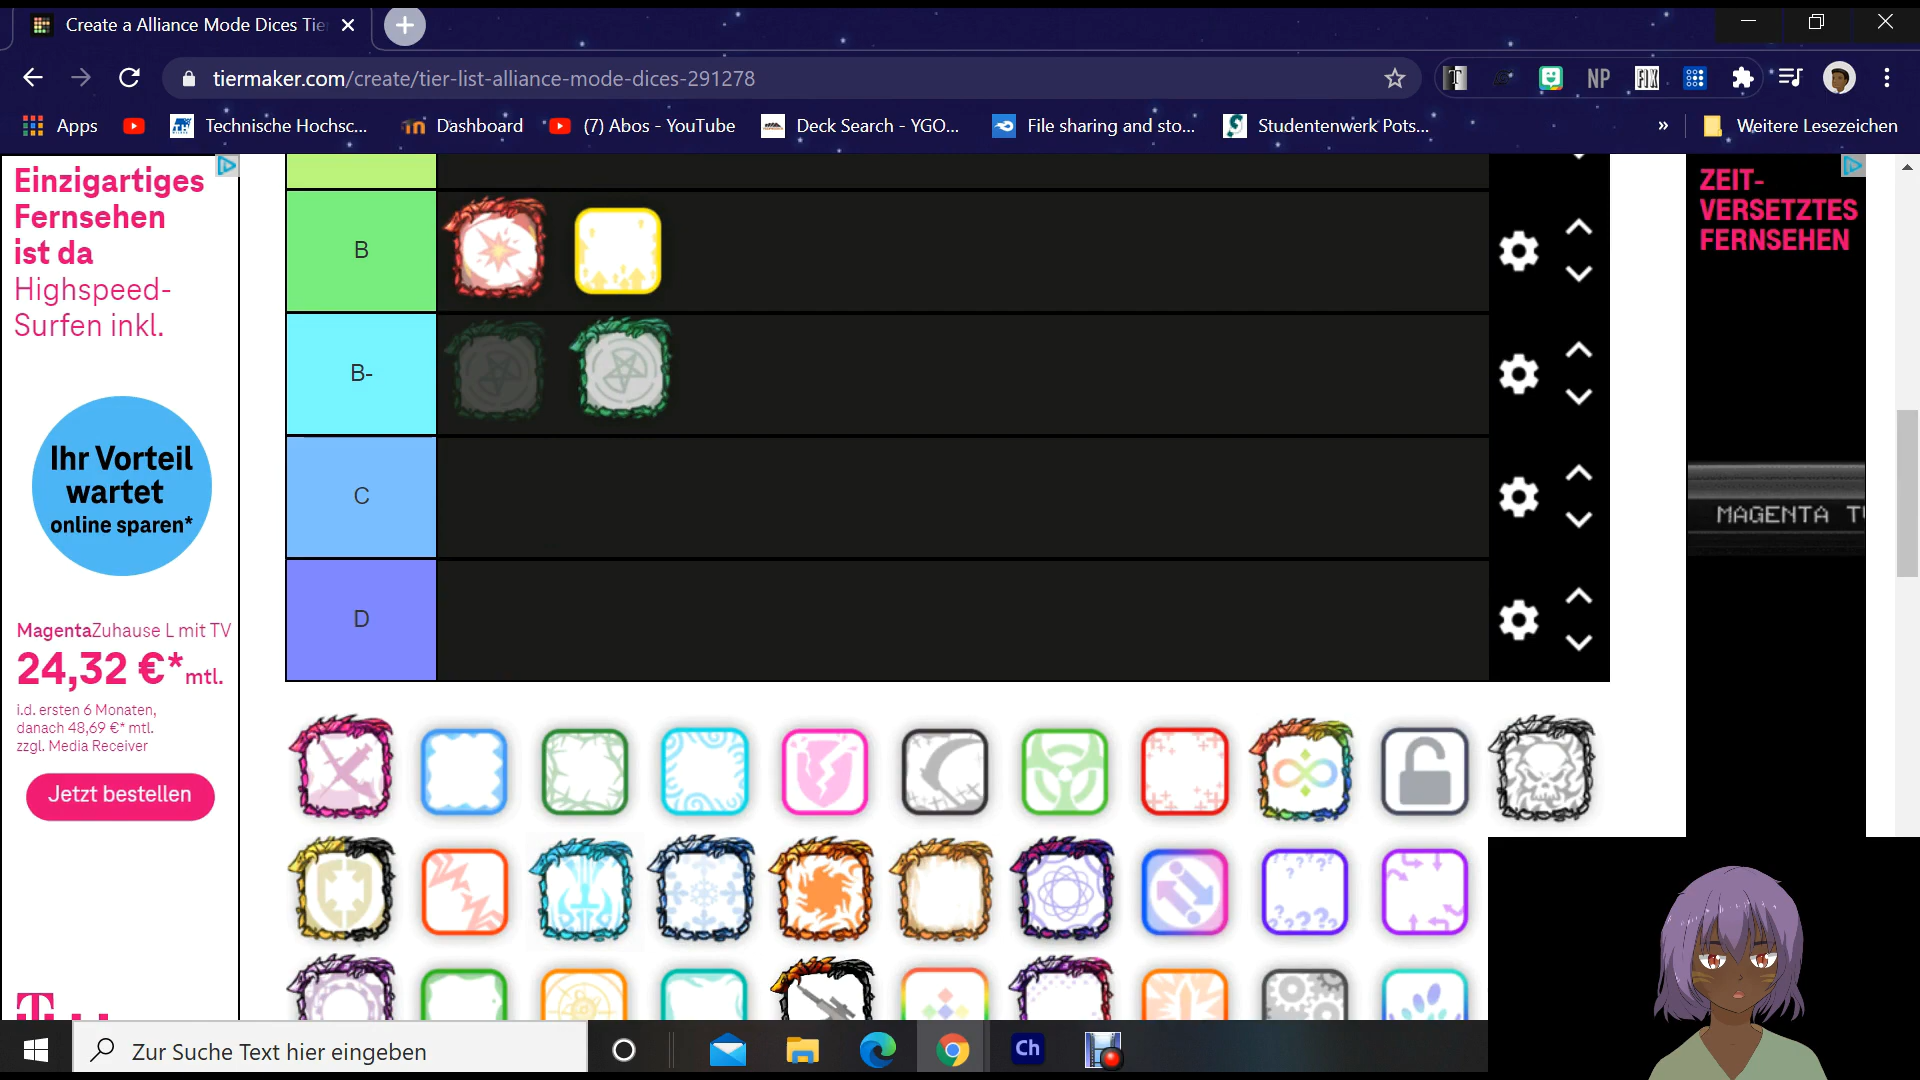 Create a Alliance Mode Dices Tie
tiermaker.com/create/tier-list-alliance-mode-dices-291278
T
NP
FIX
Apps
Technische Hochsc...
Dashboard
(7) Abos - YouTube
Deck Search - YGO...
File sharing and sto...
Studentenwerk Pots...
»
Weitere Lesezeichen
Einzigartiges
Fernsehen
ist da
Highspeed-
Surfen inkl.
Ihr Vorteil
wartet
online sparen*
MagentaZuhause L mit TV
24,32 €* mtl.
i.d. ersten 6 Monaten,
danach 48,69 €* mtl.
zzgl. Media Receiver
Jetzt bestellen
T
B
B-
C
D
ZEIT-
VERSETZTES
FERNSEHEN
MAGENTA TV
Zur Suche Text hier eingeben
Ch